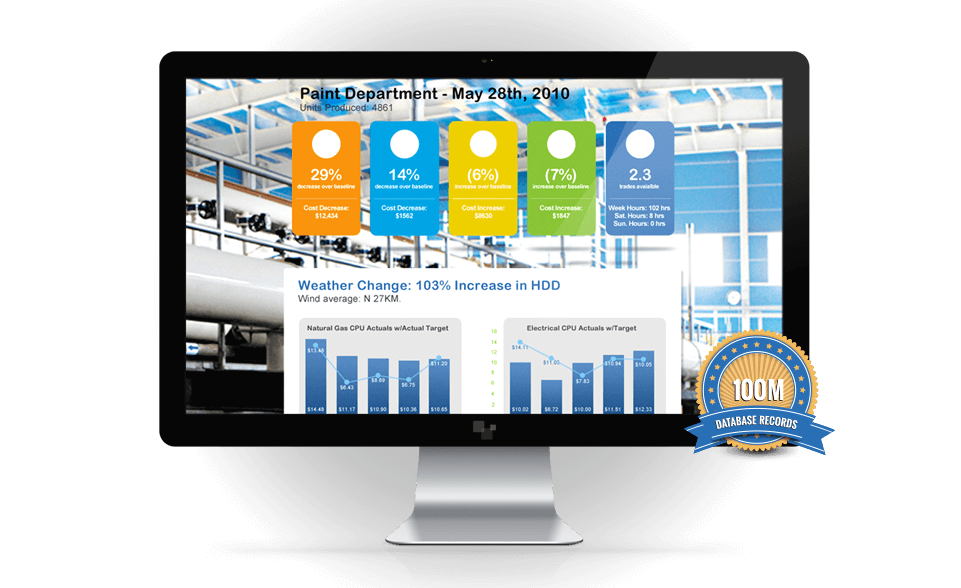 Paint Department - May 28th, 2010
Units Produced: 4861
29%
decrease over baseline
Cost Decrease:
$12,434
14%
decrease over baseline
Cost Decrease:
$1562
(6%)
increase over baseline
Cost Increase:
$8630
(7%)
increase over baseline
Cost Increase:
$1847
2.3
trades avaialble
Week Hours: 102 hrs
Sat. Hours: 8 hrs
Sun. Hours: 0 hrs
Weather Change: 103% Increase in HDD
Wind average: N 27KM.
Natural Gas CPU Actuals w/Actual Target
$13.48
$6.43
$8.69
$6.75
$11.20
$14.48
$11.17
$10.90
$10.36
$10.65
Electrical CPU Actuals w/Target
18
14
12
10
8
6
4
2
$14.11
$11.00
$7.83
$10.94
$10.05
$10.02
$6.72
$10.00
$11.51
$12.33
100M
DATABASE RECORDS